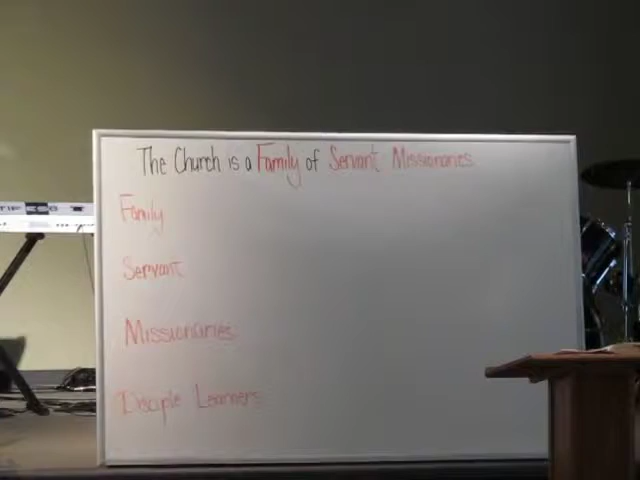 The Church is a Family of Servant Missionaries
Family
Servant
Missionaries
Disciple Learners